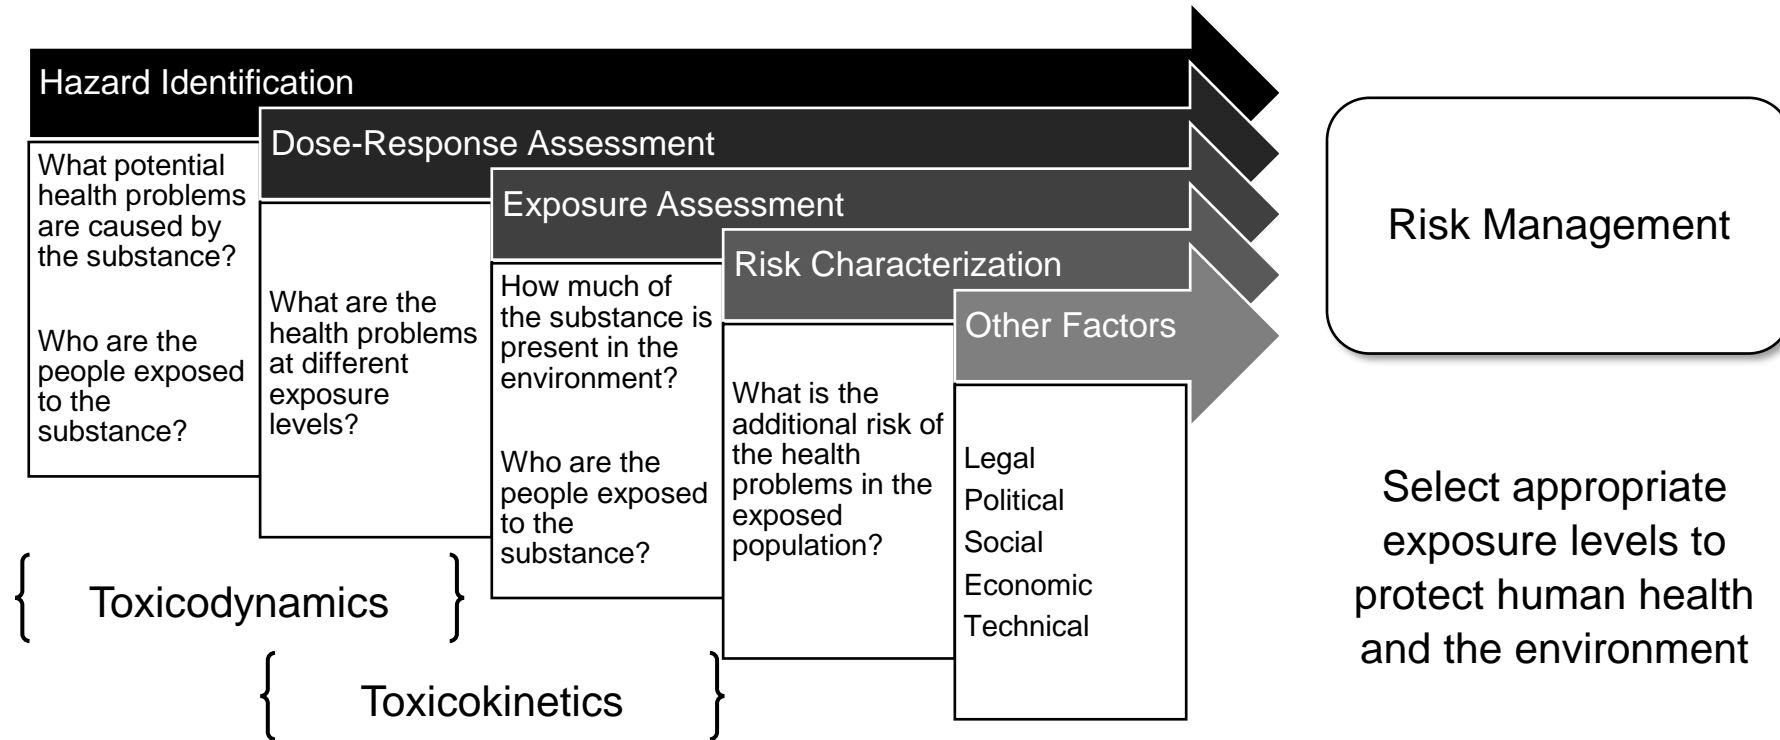 Hazard Identification
What potential
health problems
are caused by
the substance?
Who are the
people exposed
to the
substance?
Dose-Response Assessment
What are the
health problems
at different
exposure
levels?
Exposure Assessment
How much of
the substance is
present in the
environment?
Who are the
people exposed
to the
substance?
Risk Characterization
What is the
additional risk of
the health
problems in the
exposed
population?
Other Factors
Legal
Political
Social
Economic
Technical
{ Toxicodynamics }
{ Toxicokinetics }
Risk Management
Select appropriate
exposure levels to
protect human health
and the environment